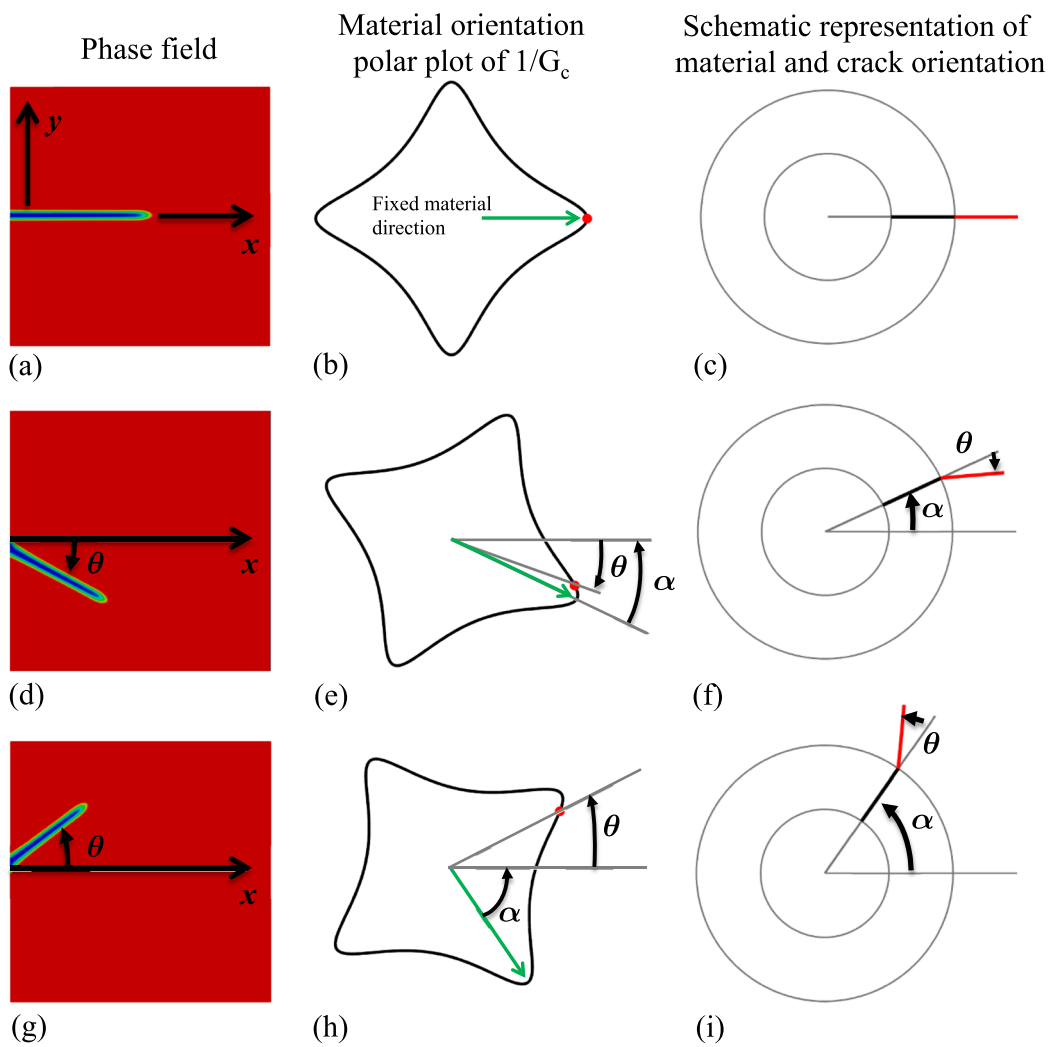 Phase field
Material orientation
polar plot of 1/Gc
Schematic representation of
material and crack orientation
y
x
Fixed material
direction
(a)
(b)
(c)
θ
x
θ
α
θ
α
(d)
(e)
(f)
θ
x
θ
α
θ
α
(g)
(h)
(i)